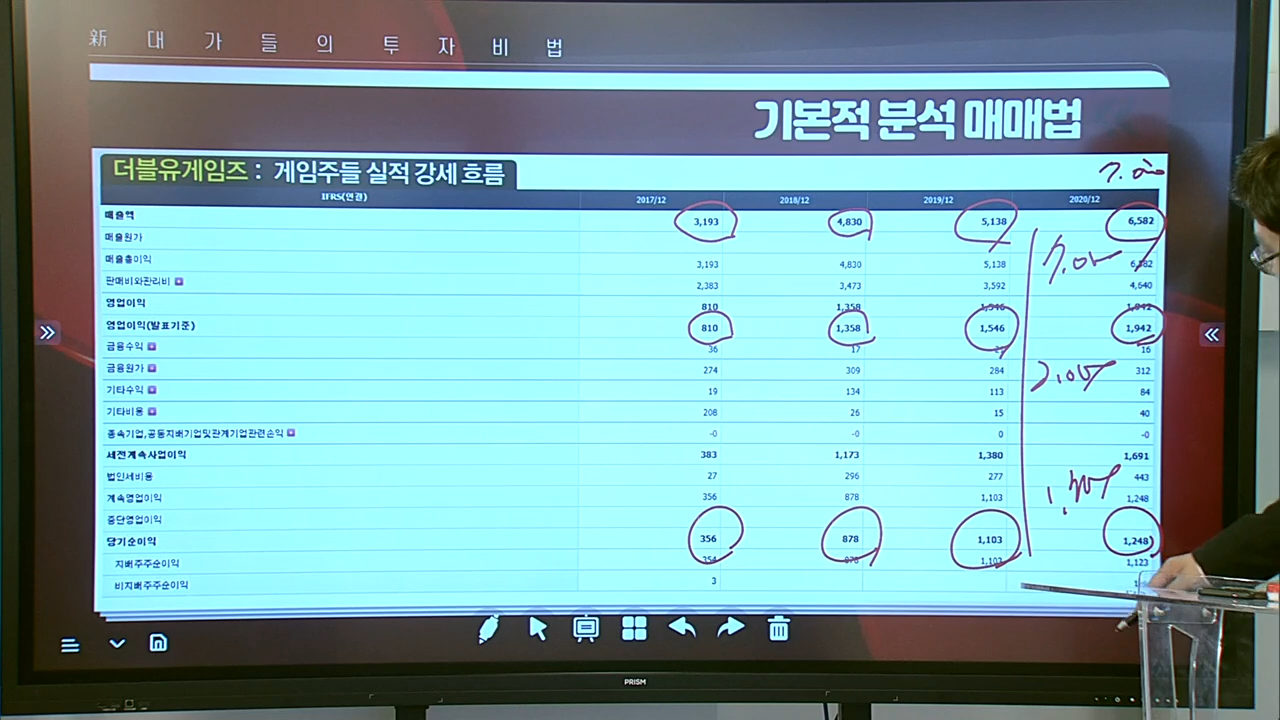 新 대 가 들 의 투 자 비 법
기본적 분석 매매법
더블유게임즈 : 게임주들 실적 강세 흐름
IFRS(연결) 2017/12 2018/12 2019/12 2020/12
매출액 3,193 4,830 5,138 6,582
매출원가
매출총이익 3,193 4,830 5,138 6,582
판매비와관리비 2,383 3,473 3,592 4,640
영업이익 810 1,358 1,546 1,942
영업이익(발표기준) 810 1,358 1,546 1,942
금융수익 36 17 21 16
금융원가 274 309 284 312
기타수익 19 134 113 84
기타비용 208 26 15 40
종속기업,공동지배기업및관계기업관련손익 -0 -0 0 -0
세전계속사업이익 383 1,173 1,380 1,691
법인세비용 27 296 277 443
계속영업이익 356 878 1,103 1,248
중단영업이익
당기순이익 356 878 1,103 1,248
지배주주순이익 354 878 1,103 1,123
비지배주주순이익 3
PRISM